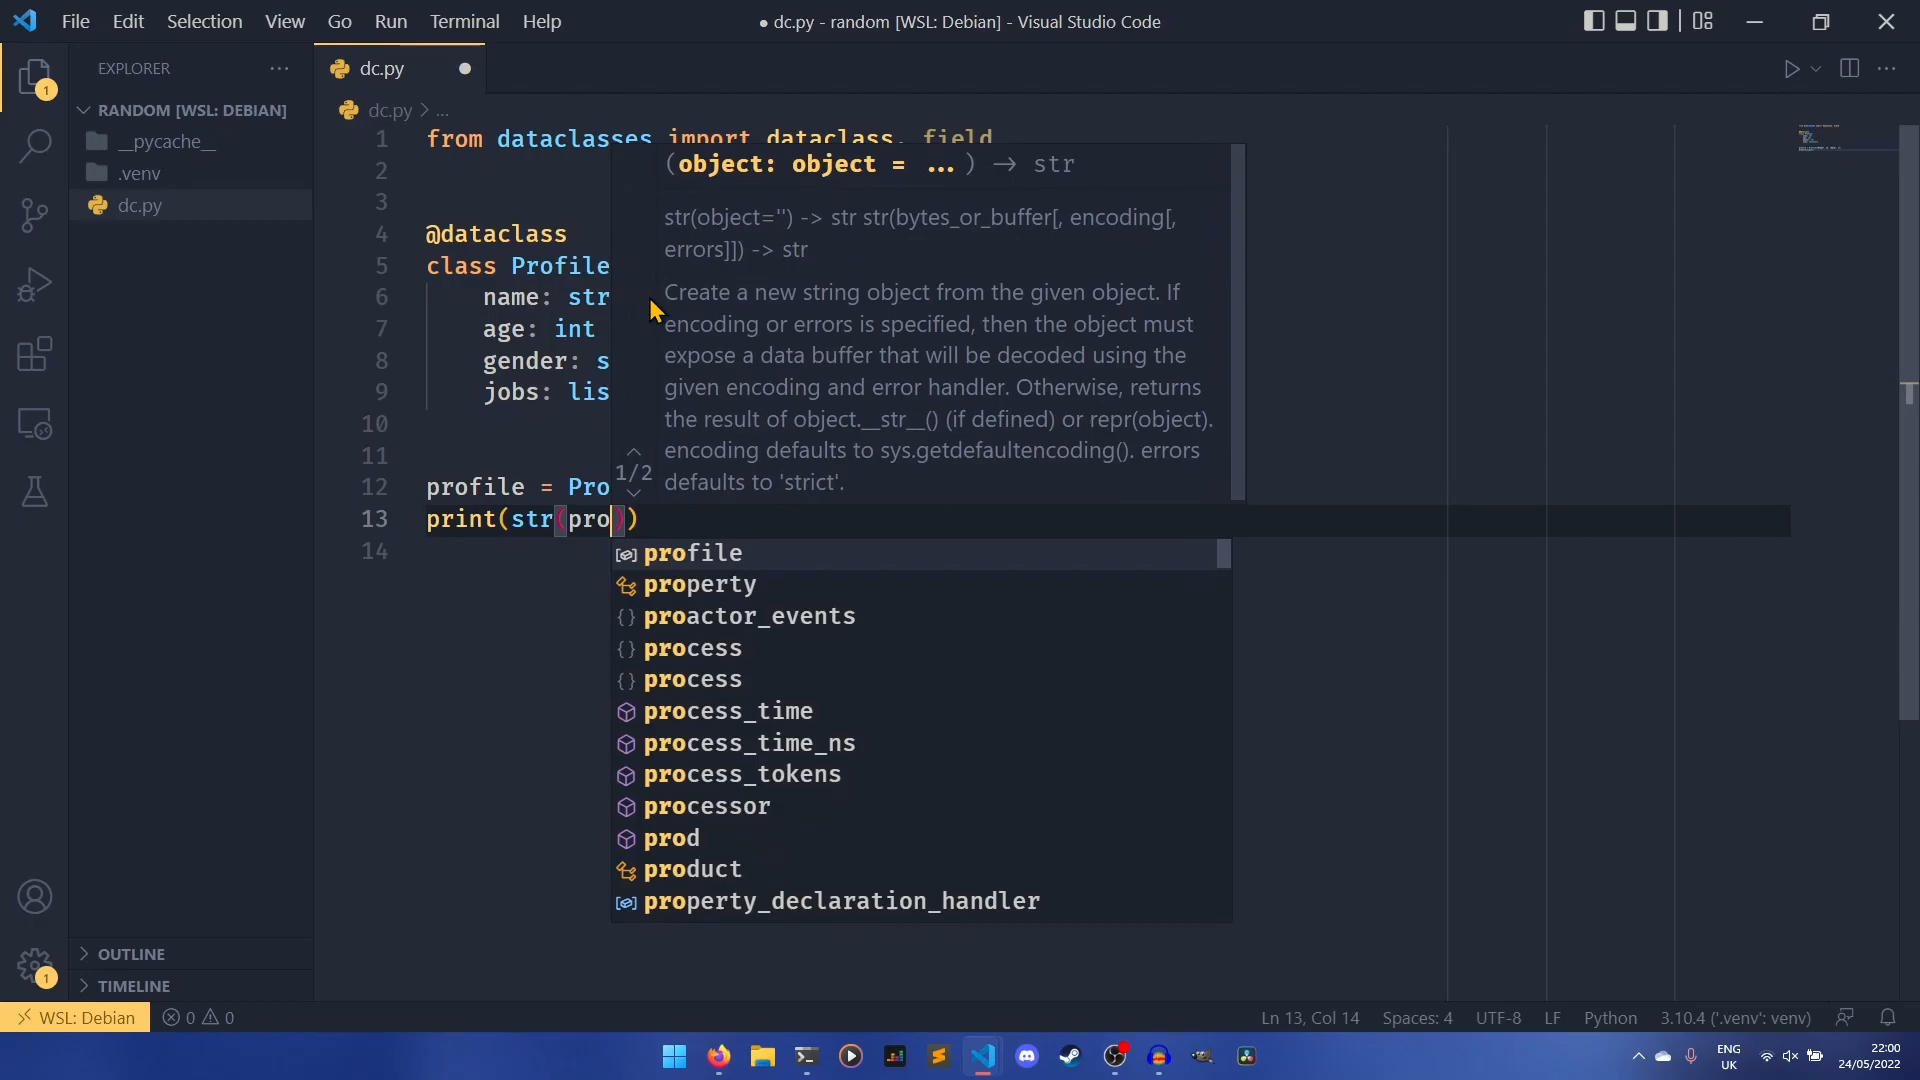 File Edit Selection View Go Run Terminal Help
● dc.py - random [WSL: Debian] - Visual Studio Code
EXPLORER
dc.py
1
RANDOM [WSL: DEBIAN]
__pycache__
.venv
dc.py
dc.py > ...
1 from dataclasses import dataclass, field
2
3
4 @dataclass
5 class Profile
6 name: str
7 age: int
8 gender: s
9 jobs: lis
10
11
12 profile = Pro
13 print(str(pro))
14
(object: object = ...) → str
str(object='') -> str str(bytes_or_buffer[, encoding[,
errors]]) -> str
Create a new string object from the given object. If
encoding or errors is specified, then the object must
expose a data buffer that will be decoded using the
given encoding and error handler. Otherwise, returns
the result of object.__str__() (if defined) or repr(object).
encoding defaults to sys.getdefaultencoding(). errors
defaults to 'strict'.
1/2
profile
property
proactor_events
process
process
process_time
process_time_ns
process_tokens
processor
prod
product
property_declaration_handler
OUTLINE
1
TIMELINE
WSL: Debian 0 0
Ln 13, Col 14 Spaces: 4 UTF-8 LF Python 3.10.4 ('.venv': venv)
ENG
UK
22:00
24/05/2022